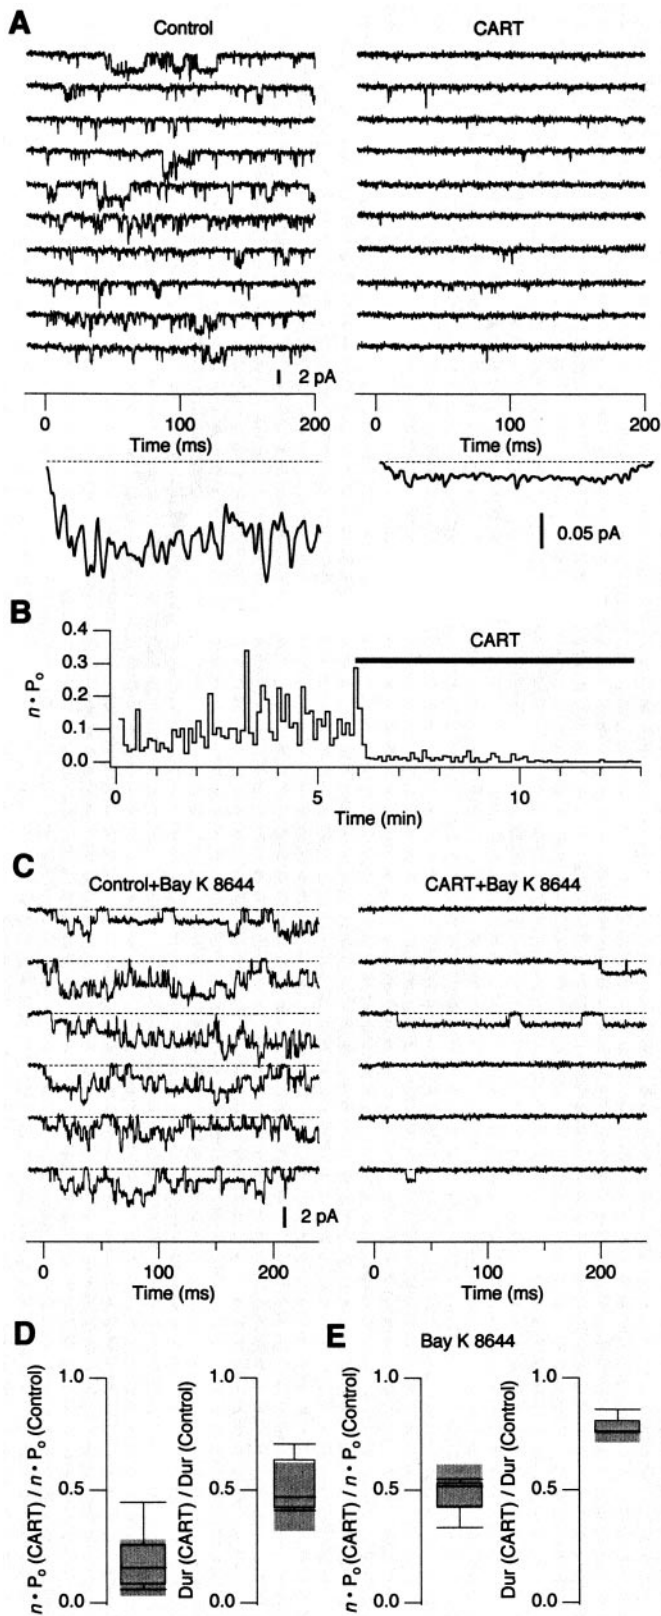 A
Control
CART
2 pA
0 100 200
Time (ms)
0 100 200
Time (ms)
0.05 pA
B
CART
0.4
0.3
0.2
0.1
0.0
n • Po
0 5 10
Time (min)
C
Control+Bay K 8644
CART+Bay K 8644
2 pA
0 100 200
Time (ms)
0 100 200
Time (ms)
D
1.0
0.5
0.0
n • Po (CART) / n • Po (Control)
1.0
0.5
0.0
Dur (CART) / Dur (Control)
E
Bay K 8644
1.0
0.5
0.0
n • Po (CART) / n • Po (Control)
1.0
0.5
0.0
Dur (CART) / Dur (Control)